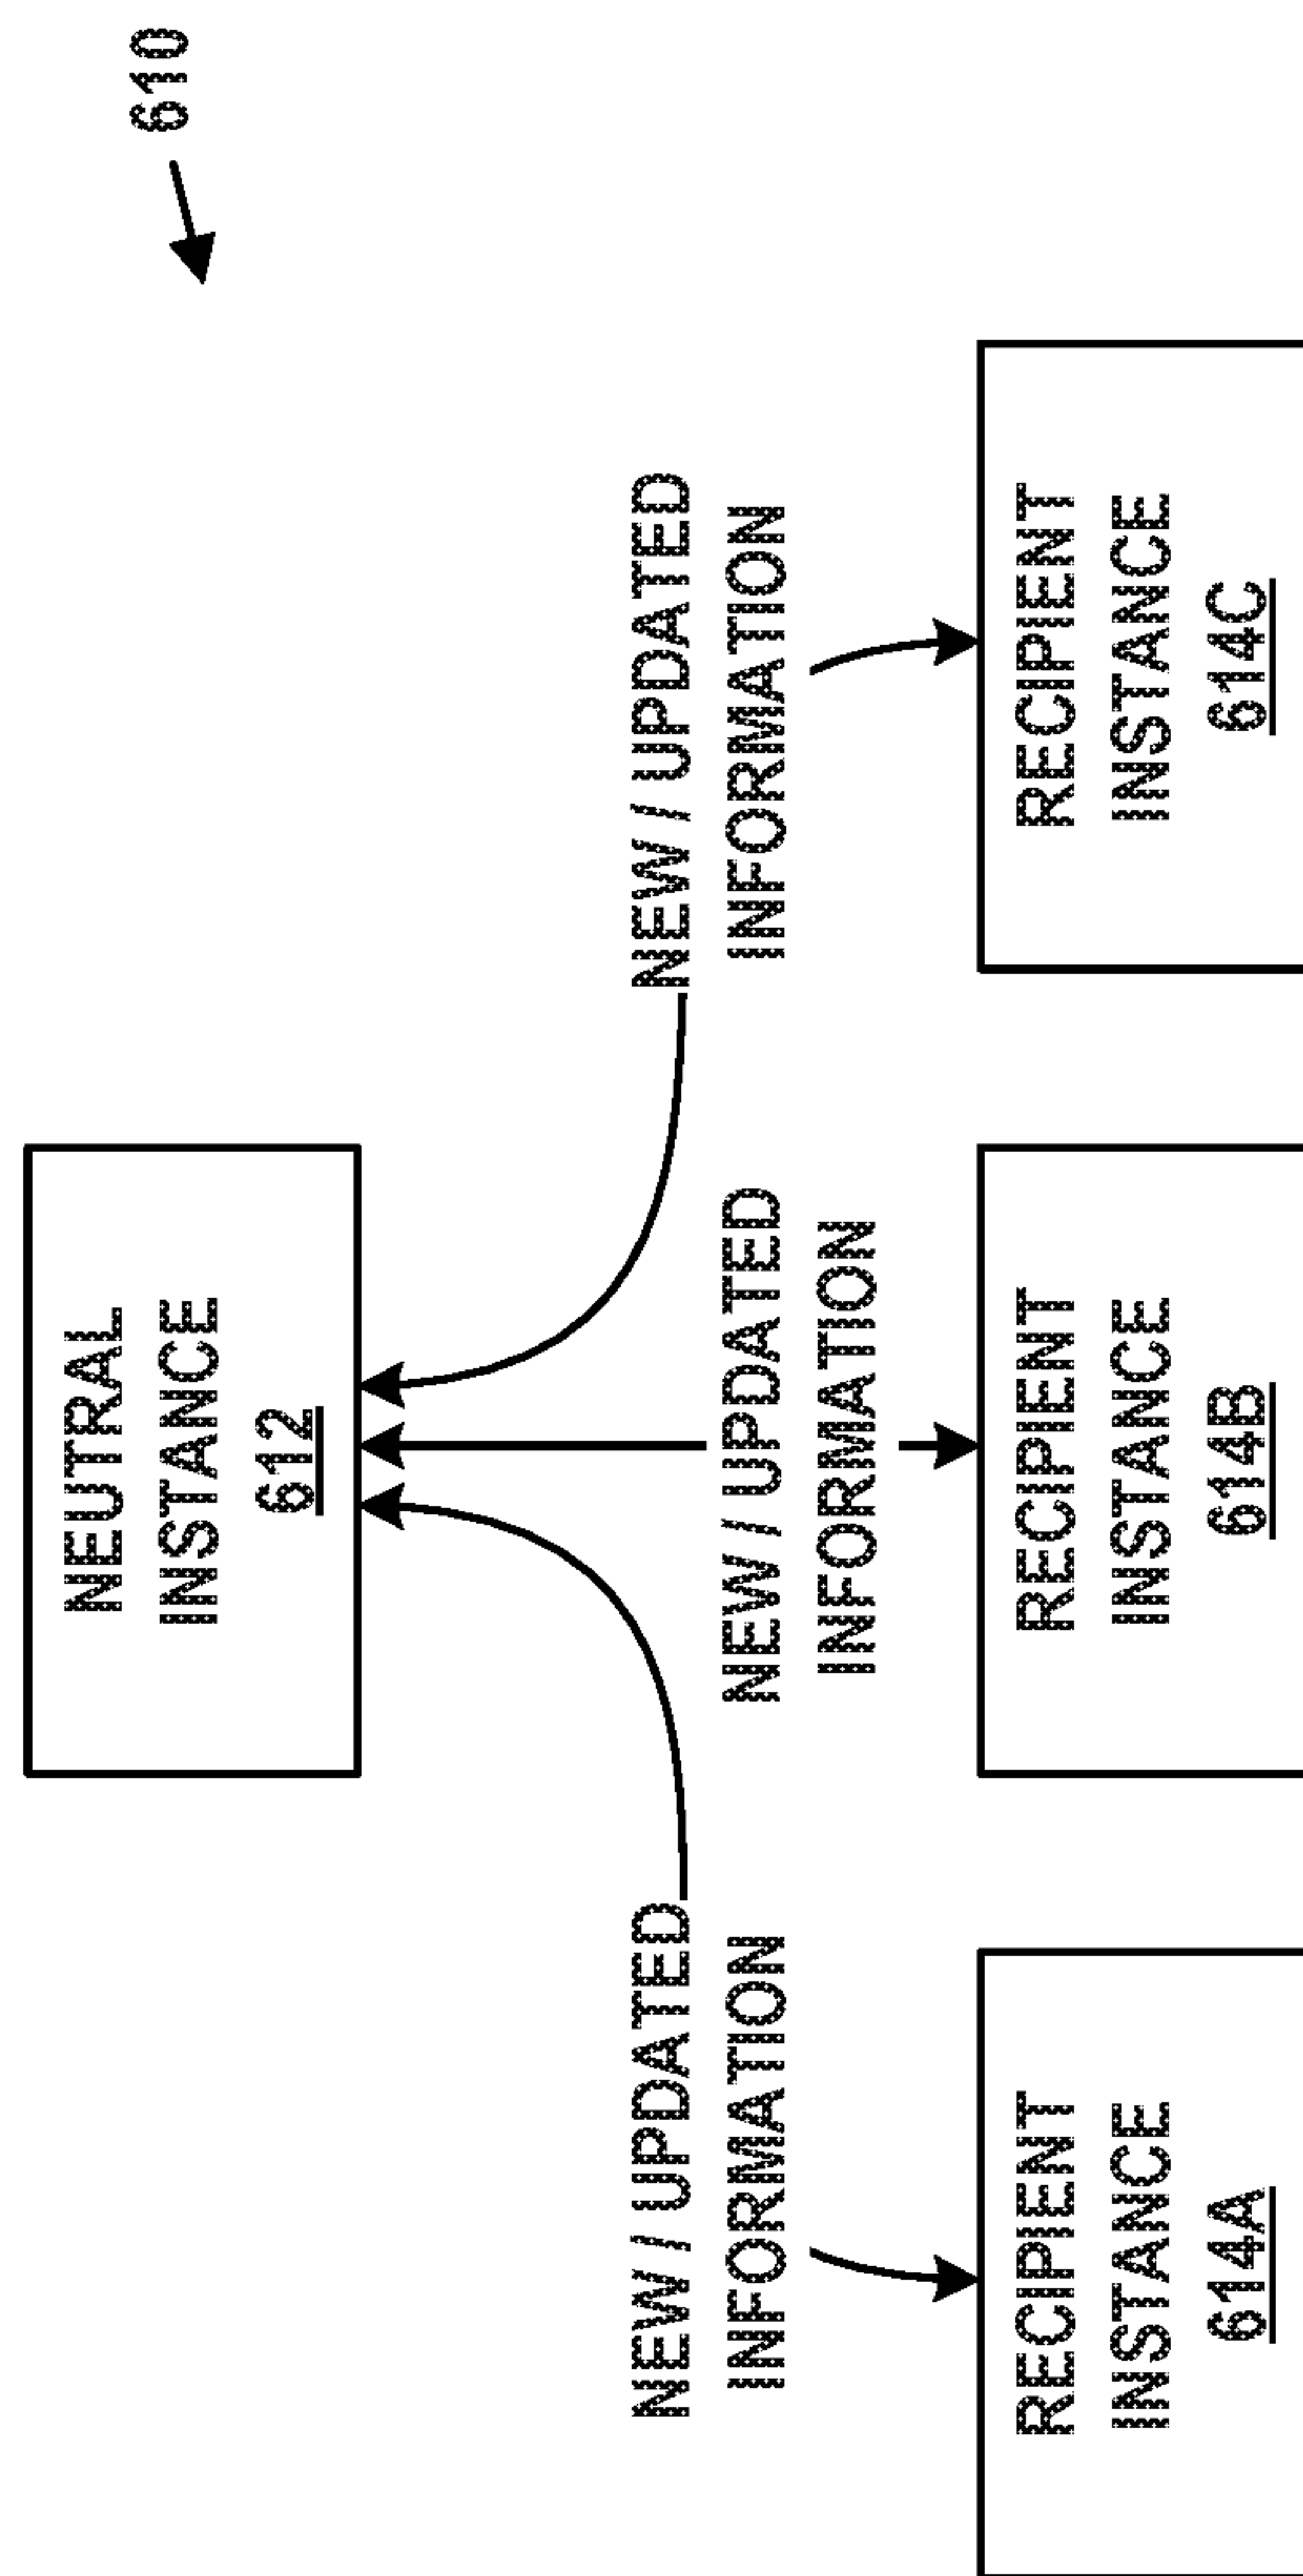 610
NEUTRAL
INSTANCE
612
NEW / UPDATED
INFORMATION
NEW / UPDATED
INFORMATION
NEW / UPDATED
INFORMATION
RECIPIENT
INSTANCE
614A
RECIPIENT
INSTANCE
614B
RECIPIENT
INSTANCE
614C